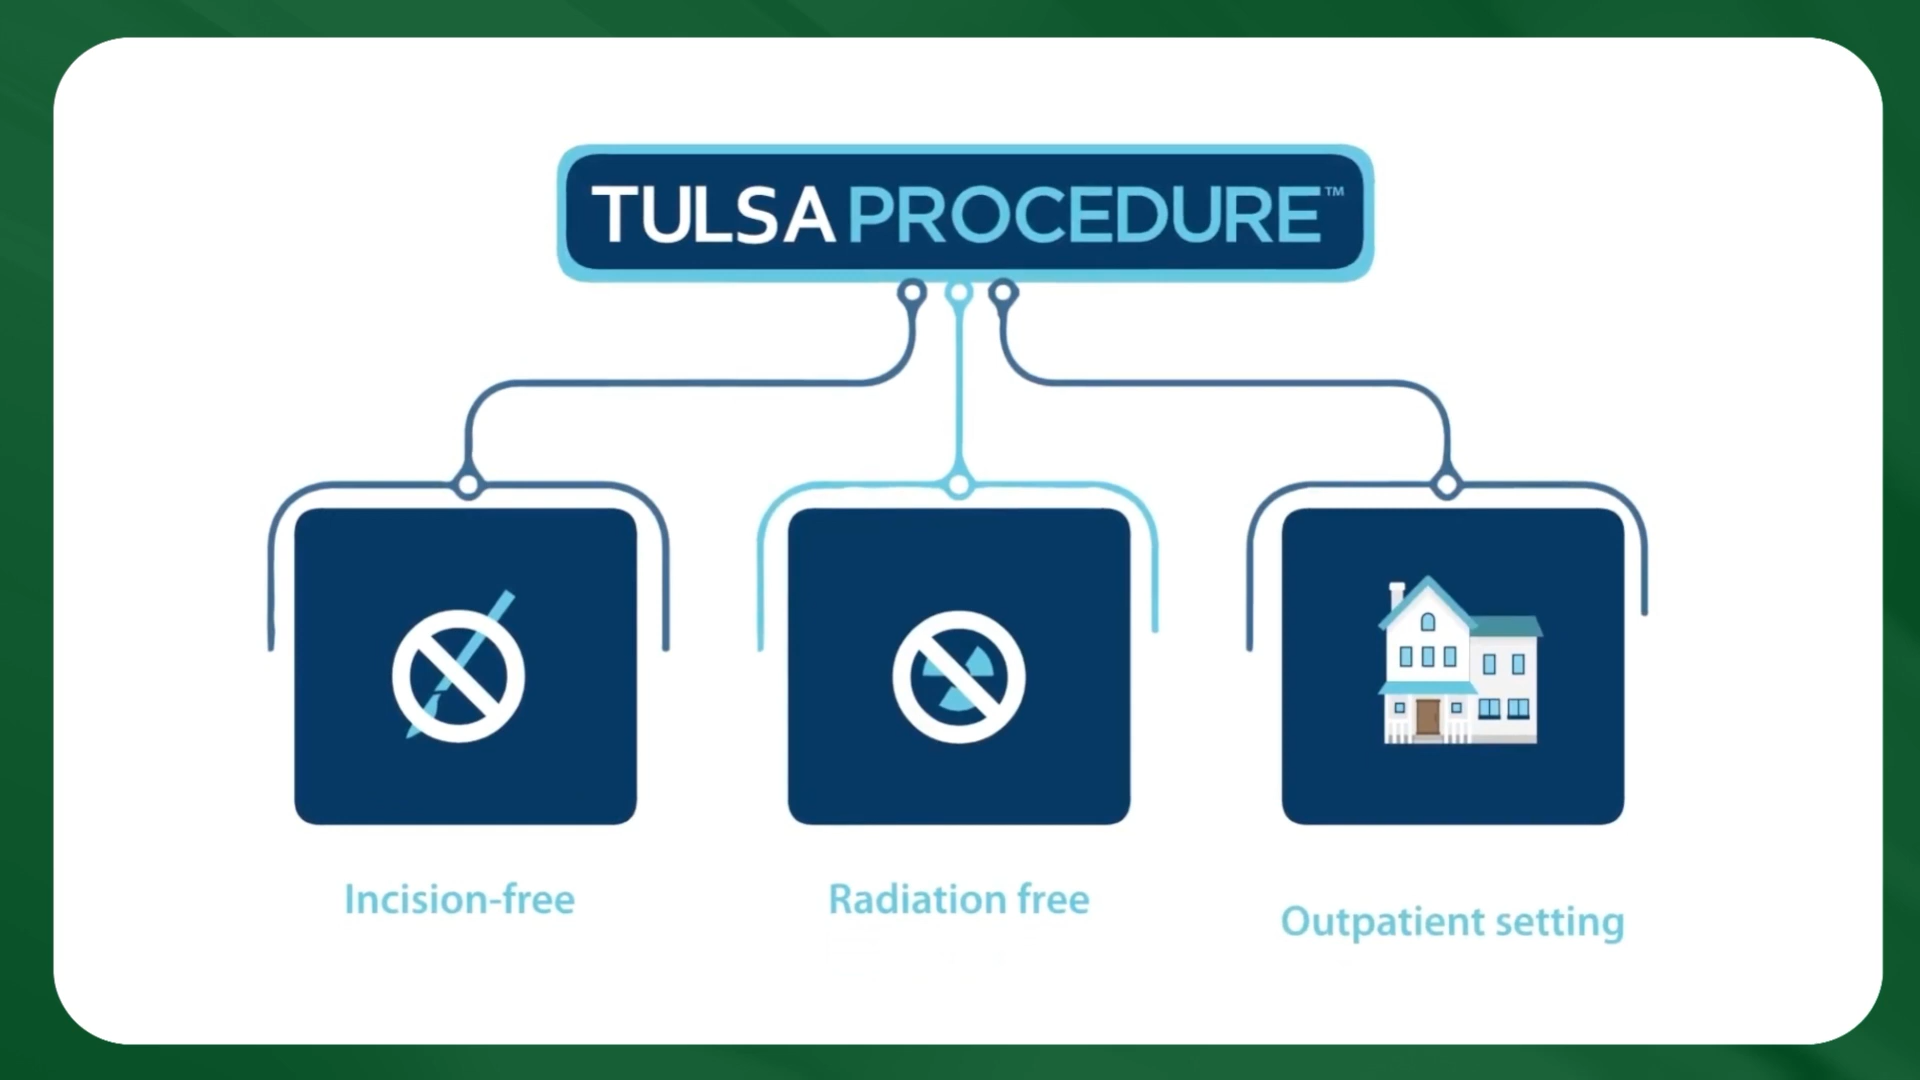 TULSA PROCEDURE™
Incision-free
Radiation free
Outpatient setting